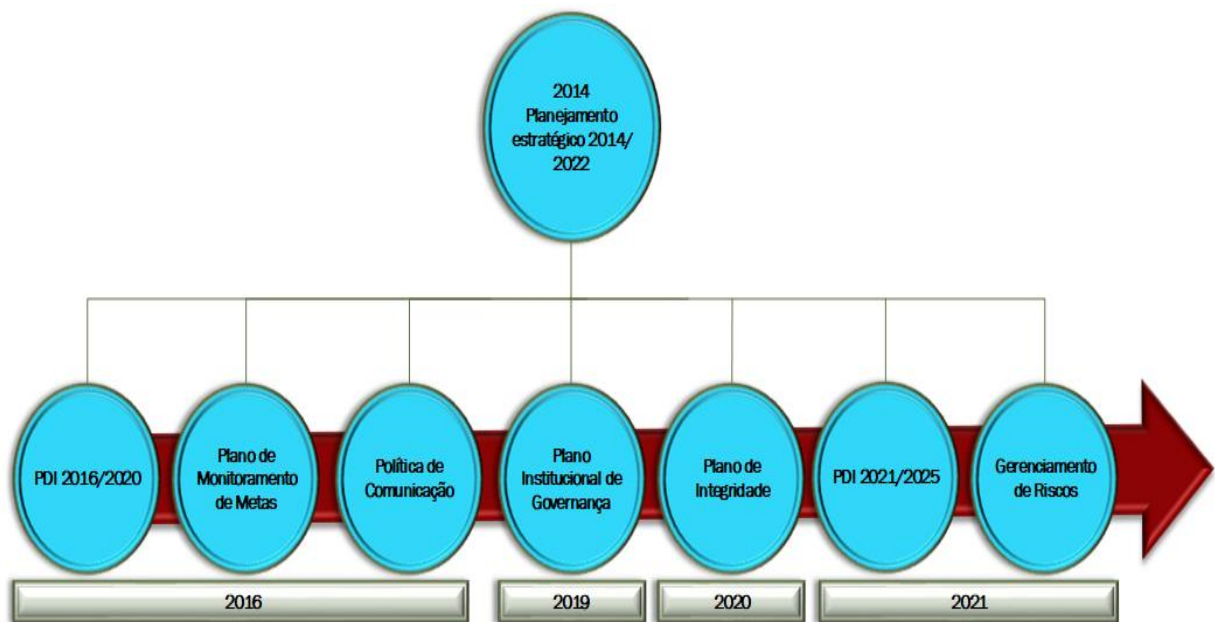 2014
Planejamento
estratégico 2014/
2022
PDI 2016/2020
Plano de
Monitoramento
de Metas
Política de
Comunicação
Plano
Institucional de
Governança
Plano de
Integridade
PDI 2021/2025
Gerenciamento
de Riscos
2016
2019
2020
2021